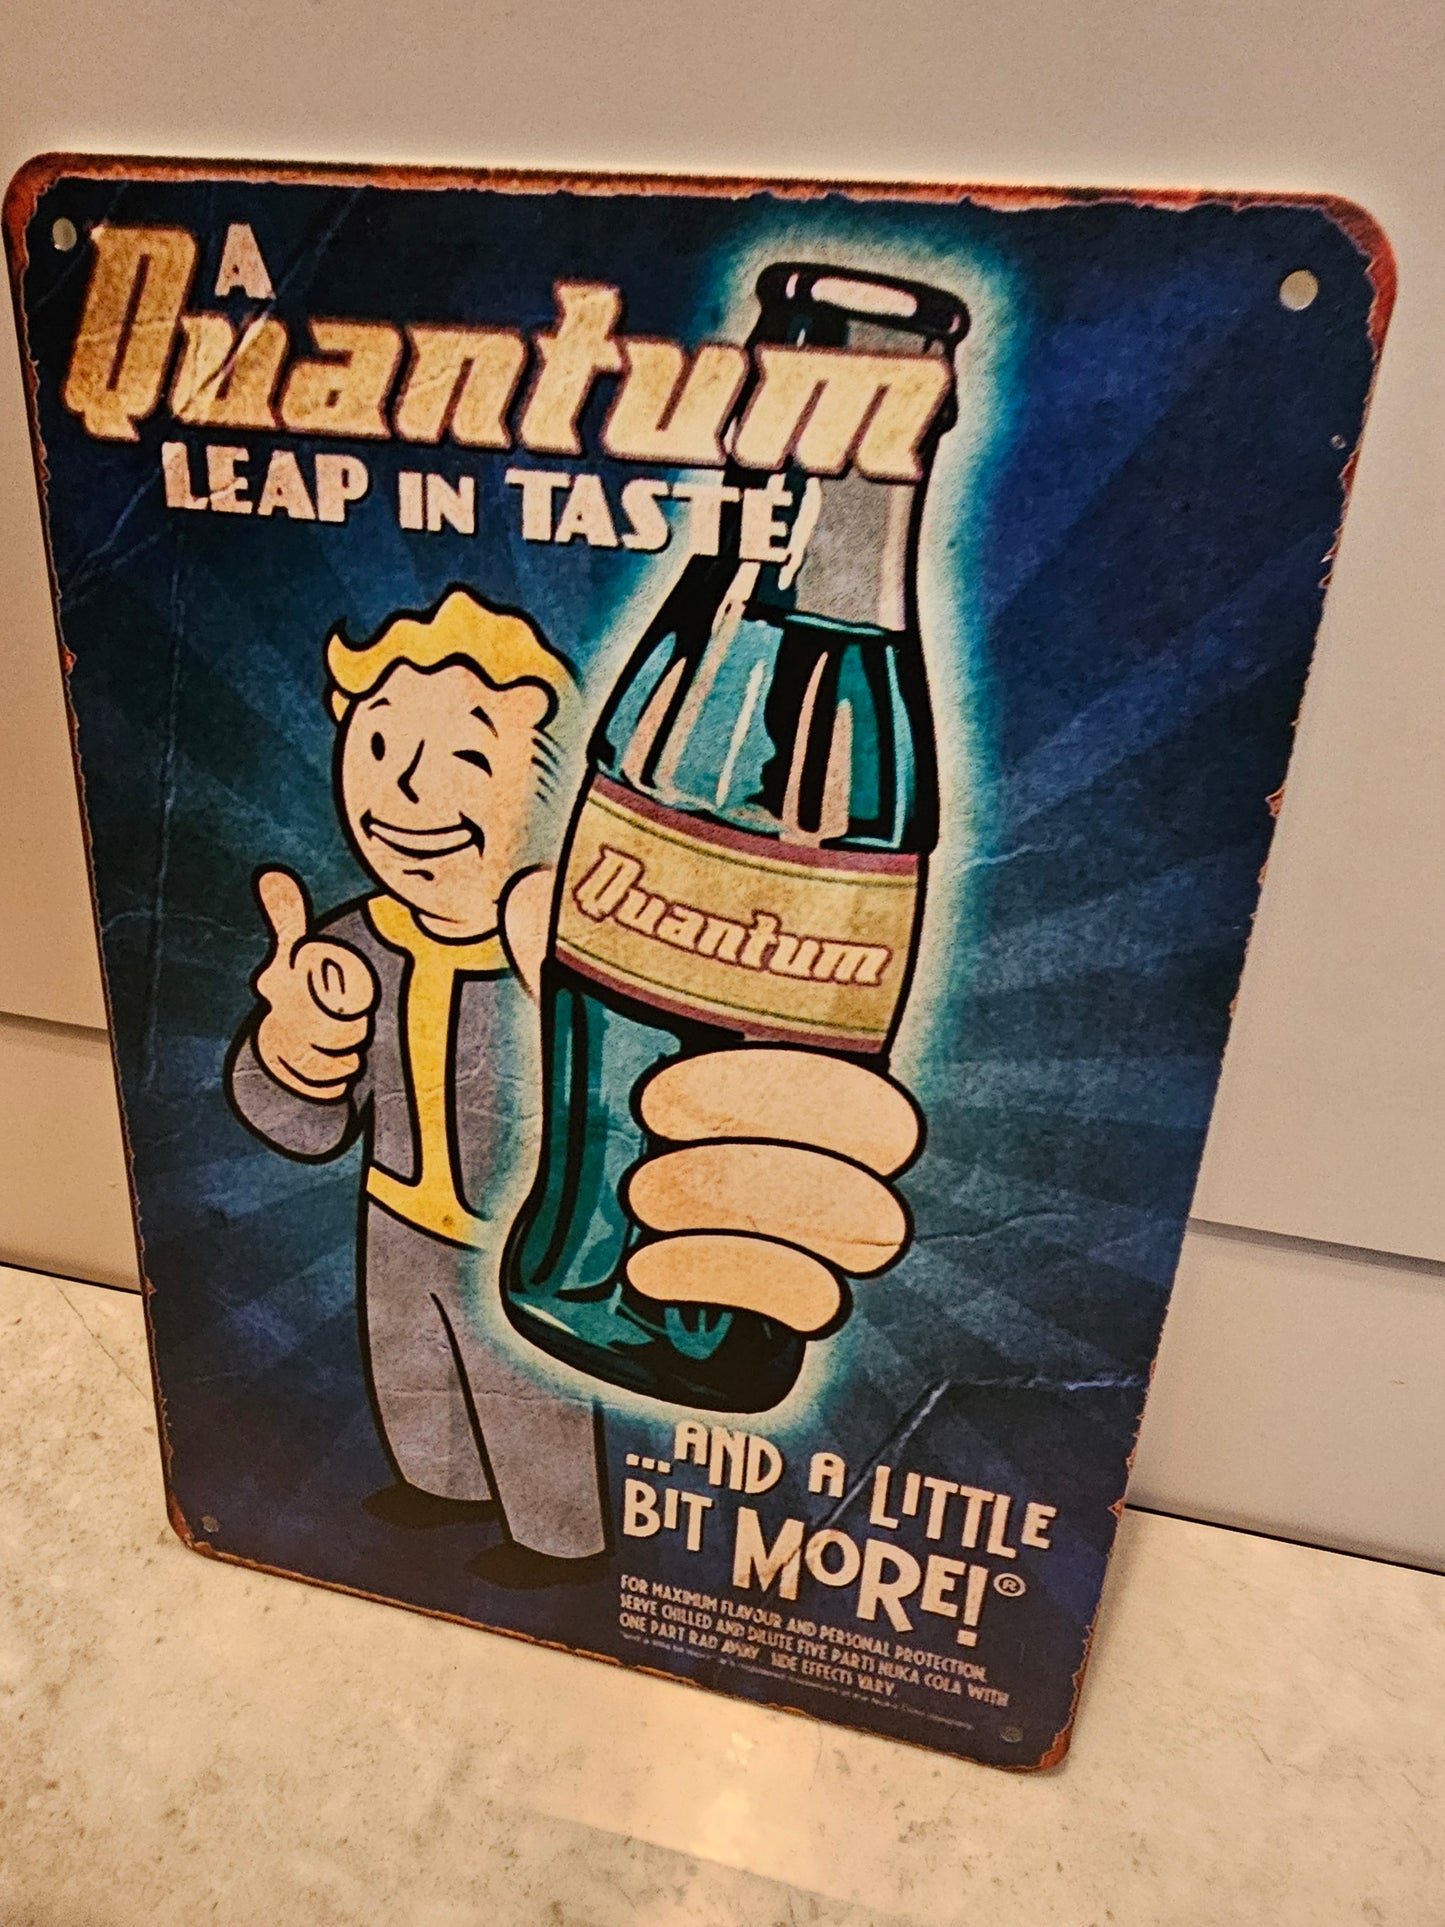 A
Quantum
LEAP IN TASTE
Quantum
...AND A LITTLE
BIT MORE!®
FOR MAXIMUM FLAVOUR AND PERSONAL PROTECTION
SERVE CHILLED AND DILUTE FIVE PARTS NUKA COLA WITH
ONE PART RAD AWAY. SIDE EFFECTS VARY.